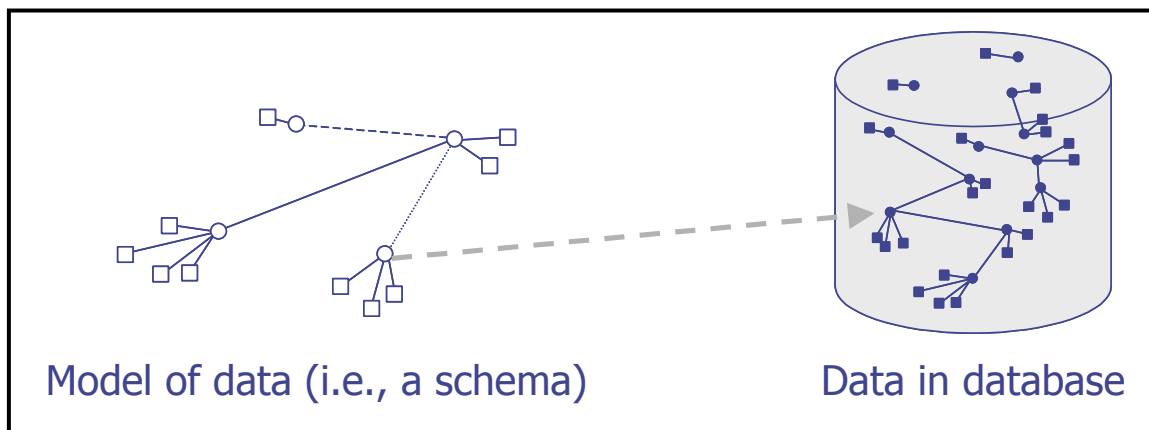 Model of data (i.e., a schema)
Data in database